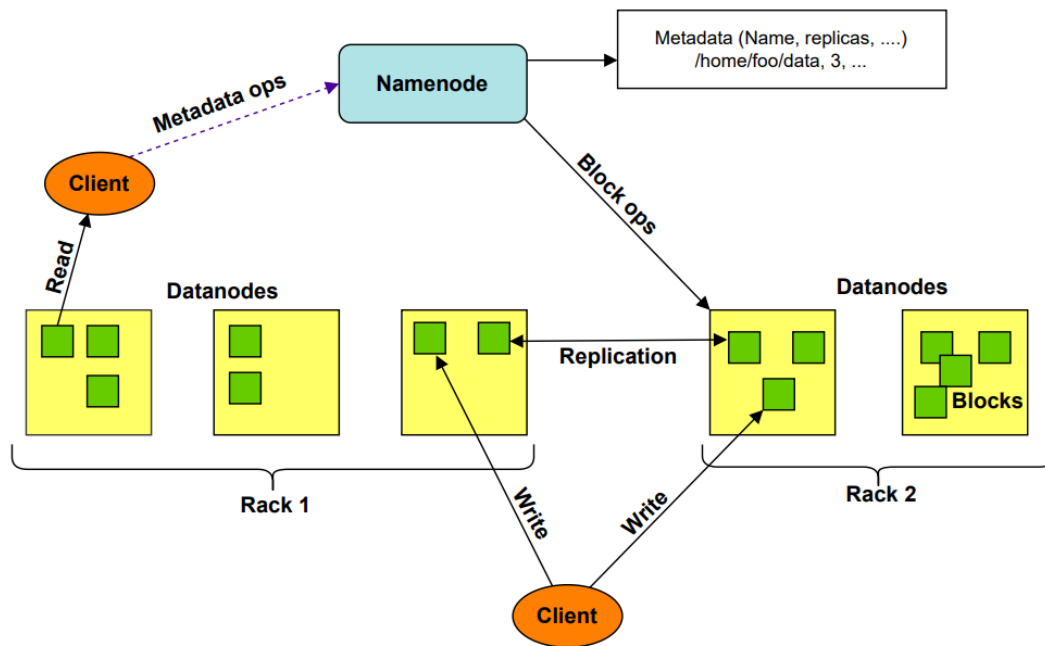 Metadata (Name, replicas, ....)
/home/foo/data, 3, ...
Namenode
Metadata ops
Client
Block ops
Read
Datanodes
Datanodes
Replication
Blocks
Rack 1
Rack 2
Write
Write
Client